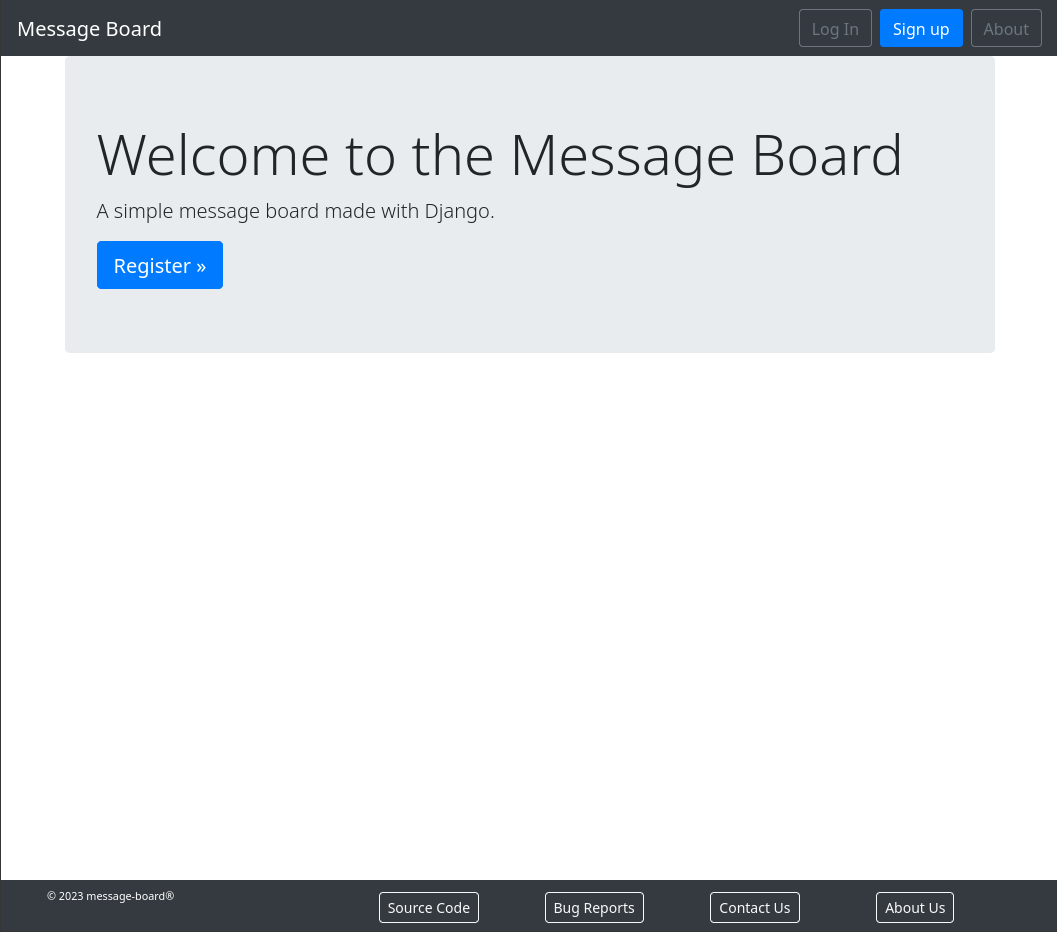 Message Board Log In Sign up About
Welcome to the Message Board
A simple message board made with Django.
Register »
© 2023 message-board®
Source Code Bug Reports Contact Us About Us